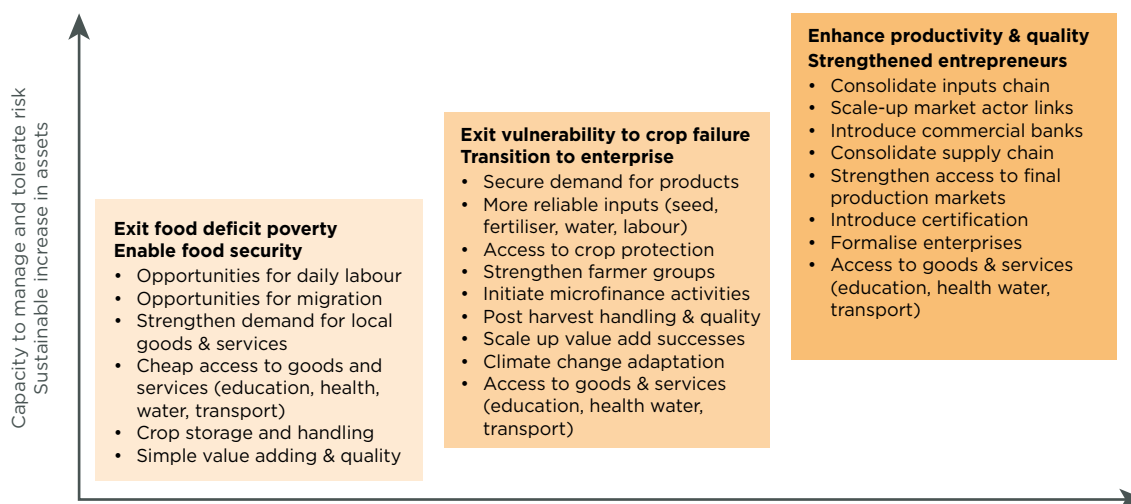 Capacity to manage and tolerate risk
Sustainable increase in assets
Exit food deficit poverty
Enable food security
• Opportunities for daily labour
• Opportunities for migration
• Strengthen demand for local
goods & services
• Cheap access to goods and
services (education, health,
water, transport)
• Crop storage and handling
• Simple value adding & quality
Exit vulnerability to crop failure
Transition to enterprise
• Secure demand for products
• More reliable inputs (seed,
fertiliser, water, labour)
• Access to crop protection
• Strengthen farmer groups
• Initiate microfinance activities
• Post harvest handling & quality
• Scale up value add successes
• Climate change adaptation
• Access to goods & services
(education, health water,
transport)
Enhance productivity & quality
Strengthened entrepreneurs
• Consolidate inputs chain
• Scale-up market actor links
• Introduce commercial banks
• Consolidate supply chain
• Strengthen access to final
production markets
• Introduce certification
• Formalise enterprises
• Access to goods & services
(education, health water,
transport)